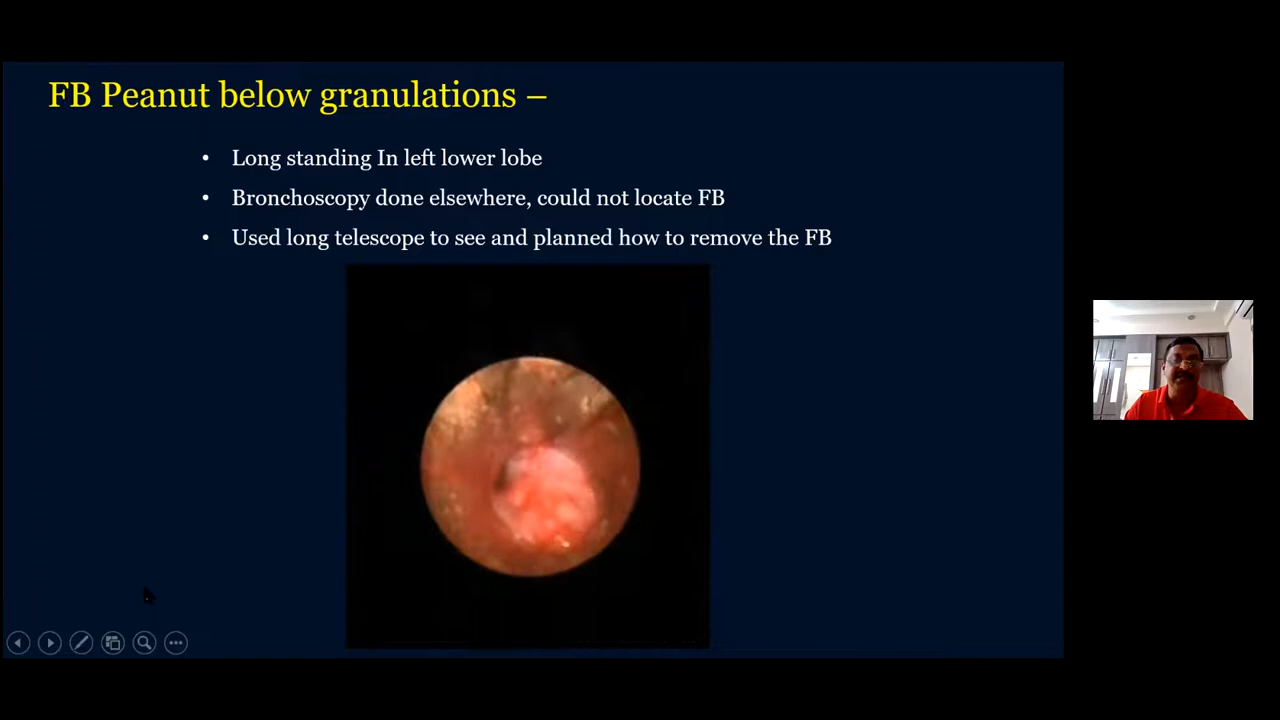 FB Peanut below granulations –
• Long standing In left lower lobe
• Bronchoscopy done elsewhere, could not locate FB
• Used long telescope to see and planned how to remove the FB